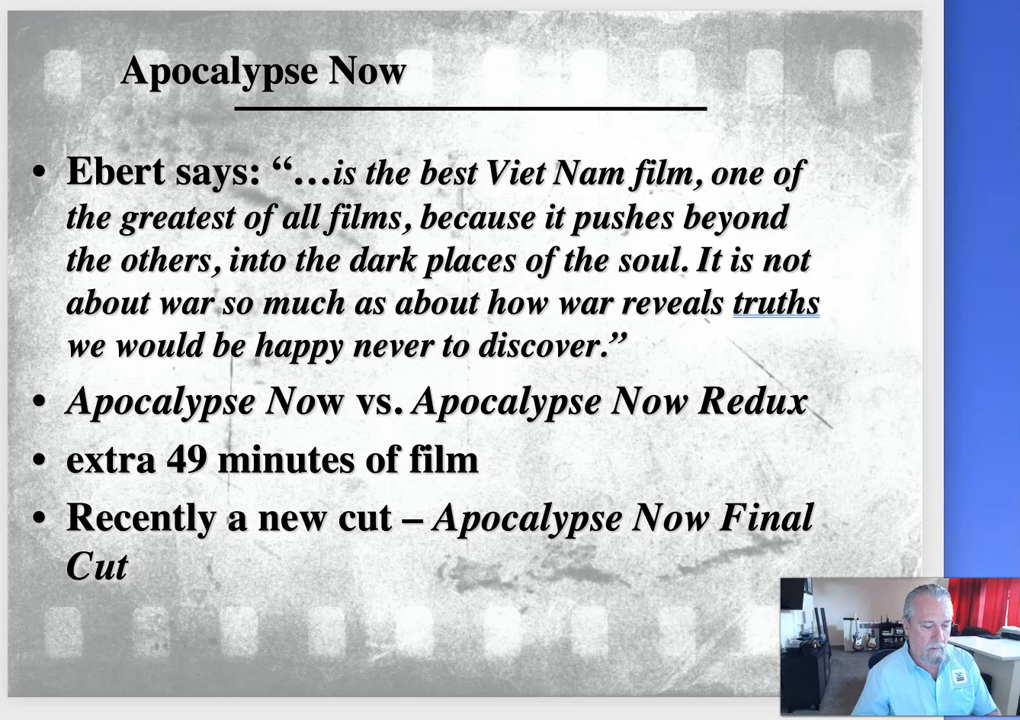 Apocalypse Now
• Ebert says: “…is the best Viet Nam film, one of
the greatest of all films, because it pushes beyond
the others, into the dark places of the soul. It is not
about war so much as about how war reveals truths
we would be happy never to discover.”
• Apocalypse Now vs. Apocalypse Now Redux
• extra 49 minutes of film
• Recently a new cut – Apocalypse Now Final
Cut